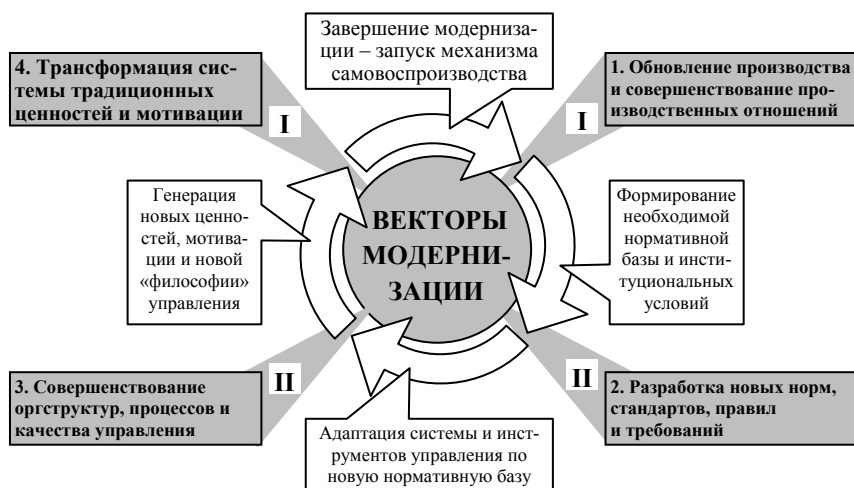 Завершение модерниза-
ции – запуск механизма
самовоспроизводства
4. Трансформация сис-
темы традиционных
ценностей и мотивации
I
I
1. Обновление производства
и совершенствование про-
изводственных отношений
Генерация
новых ценно-
стей, мотива-
ции и новой
«философии»
управления
ВЕКТОРЫ
МОДЕРНИ-
ЗАЦИИ
Формирование
необходимой
нормативной
базы и инсти-
туциональных
условий
3. Совершенствование
оргструктур, процессов и
качества управления
II
II
2. Разработка новых норм,
стандартов, правил
и требований
Адаптация системы и инст-
рументов управления по
новую нормативную базу